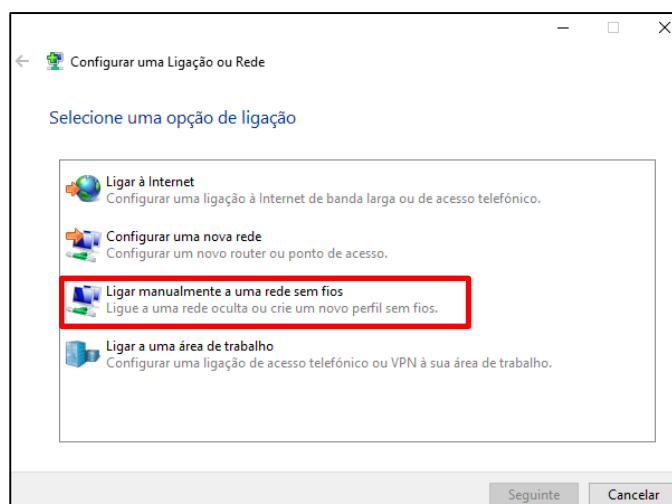 Configurar uma Ligação ou Rede
Selecione uma opção de ligação
Ligar à Internet
Configurar uma ligação à Internet de banda larga ou de acesso telefónico.
Configurar uma nova rede
Configurar um novo router ou ponto de acesso.
Ligar manualmente a uma rede sem fios
Ligue a uma rede oculta ou crie um novo perfil sem fios.
Ligar a uma área de trabalho
Configurar uma ligação de acesso telefónico ou VPN à sua área de trabalho.
Seguinte Cancelar